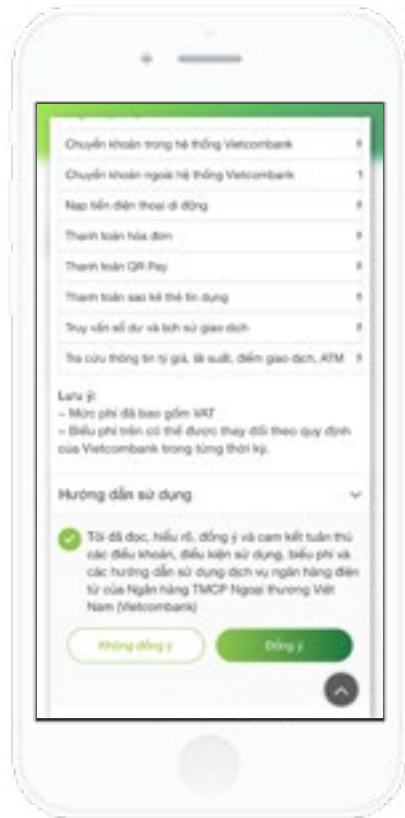 Chuyển khoản trong hệ thống Vietcombank
Chuyển khoản ngoài hệ thống Vietcombank
Nạp tiền điện thoại di động
Thanh toán hóa đơn
Thanh toán QR Pay
Thanh toán sao kê thẻ tín dụng
Truy vấn số dư và lịch sử giao dịch
Tra cứu thông tin tỷ giá, lãi suất, điểm giao dịch, ATM
Lưu ý:
– Mức phí đã bao gồm VAT
– Biểu phí trên có thể được thay đổi theo quy định
của Vietcombank trong từng thời kỳ.
Hướng dẫn sử dụng
Tôi đã đọc, hiểu rõ, đồng ý và cam kết tuân thủ
các điều khoản, điều kiện sử dụng, biểu phí và
các hướng dẫn sử dụng dịch vụ ngân hàng điện
tử của Ngân hàng TMCP Ngoại thương Việt
Nam (Vietcombank)
Không đồng ý
Đồng ý